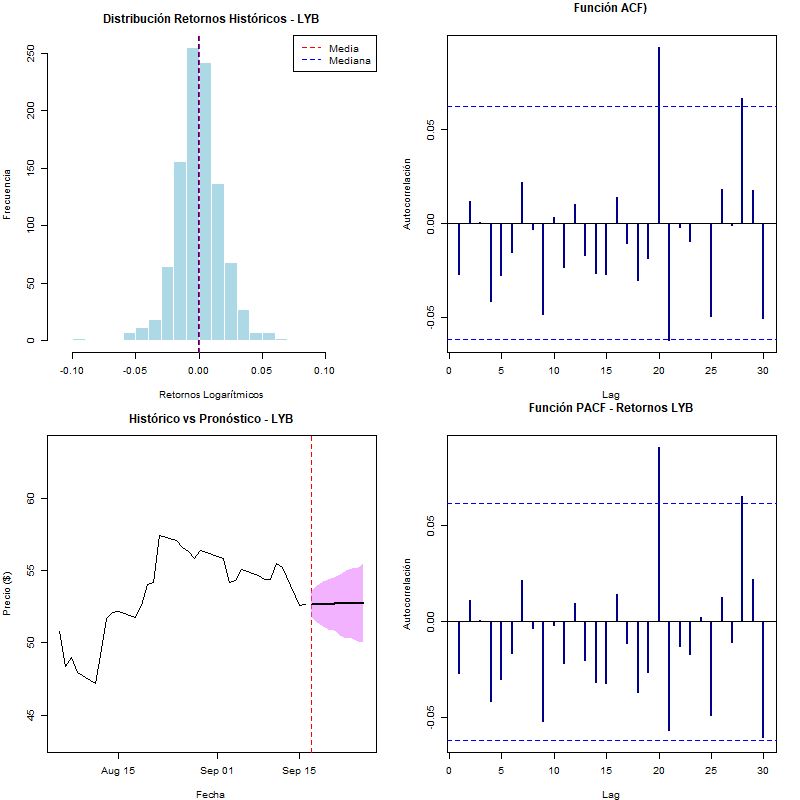 Distribución Retornos Históricos - LYB
Media
Mediana
Frecuencia
250
200
150
100
50
0
-0.10
-0.05
0.00
0.05
0.10
Retornos Logarítmicos
Función ACF)
Autocorrelación
0.05
0.00
-0.05
0
5
10
15
20
25
30
Lag
Histórico vs Pronóstico - LYB
Precio ($)
60
55
50
45
Aug 15
Sep 01
Sep 15
Fecha
Función PACF - Retornos LYB
Autocorrelación
0.05
0.00
-0.05
0
5
10
15
20
25
30
Lag